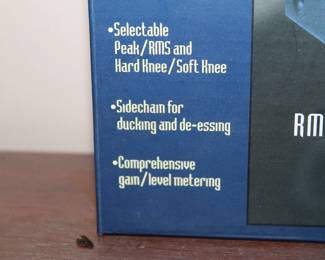 •Selectable
Peak/RMS and
Hard Knee/Soft Knee
•Sidechain for
ducking and de-essing
•Comprehensive
gain/level metering
RM